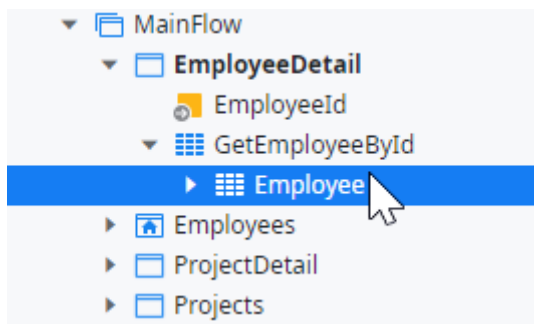 MainFlow
EmployeeDetail
EmployeeId
GetEmployeeById
Employee
Employees
ProjectDetail
Projects